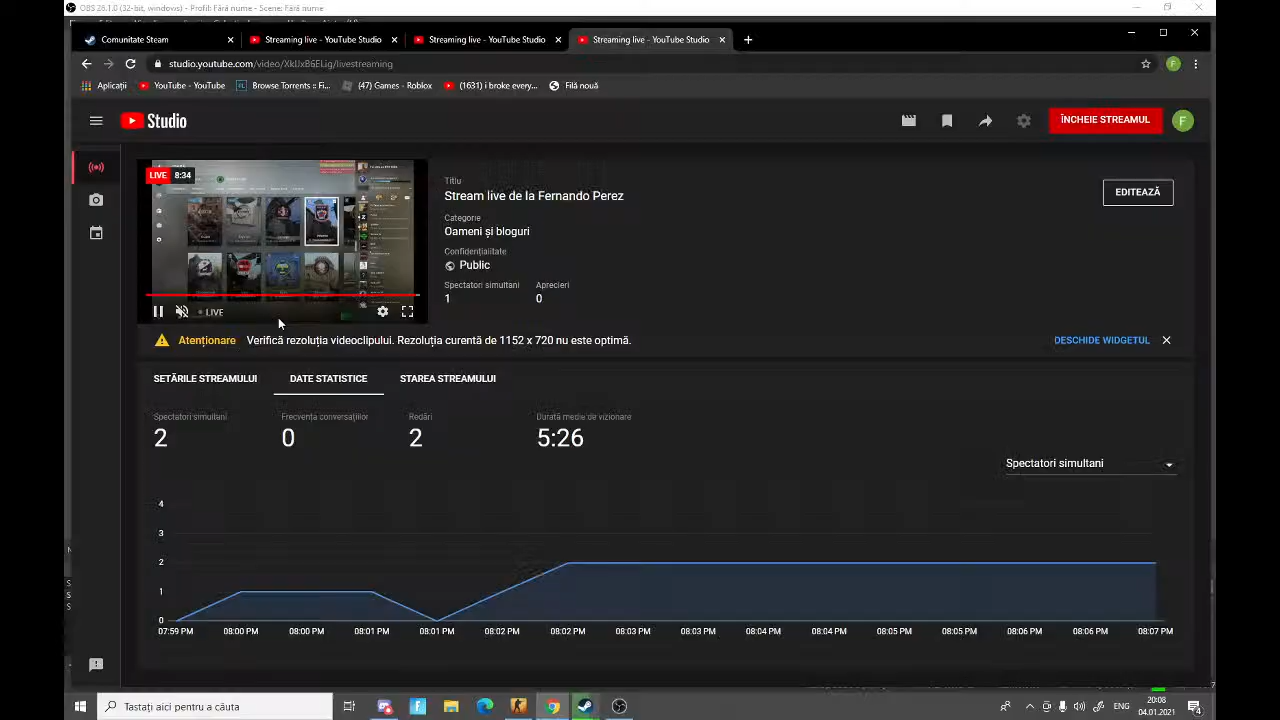 OBS 26.1.0 (32-bit, windows) - Profil: Fără nume - Scene: Fără nume
Comunitate Steam
Streaming live - YouTube Studio
Streaming live - YouTube Studio
Streaming live - YouTube Studio
studio.youtube.com/video/XkUxB6ELig/livestreaming
Aplicații
YouTube - YouTube
Browse Torrents :: Fi...
(47) Games - Roblox
(1631) i broke every...
Filă nouă
Studio
ÎNCHEIE STREAMUL
F
LIVE 8:34
LIVE
Titlu
Stream live de la Fernando Perez
EDITEAZĂ
Categorie
Oameni și bloguri
Confidențialitate
Public
Spectatori simultani Aprecieri
1 0
Atenționare Verifică rezoluția videoclipului. Rezoluția curentă de 1152 x 720 nu este optimă.
DESCHIDE WIDGETUL
SETĂRILE STREAMULUI DATE STATISTICE STAREA STREAMULUI
Spectatori simultani Frecvența conversațiilor Redări Durată medie de vizionare
2 0 2 5:26
Spectatori simultani
4
3
2
1
0
07:59 PM 08:00 PM 08:00 PM 08:01 PM 08:01 PM 08:02 PM 08:02 PM 08:03 PM 08:03 PM 08:04 PM 08:04 PM 08:05 PM 08:05 PM 08:06 PM 08:06 PM 08:07 PM
Tastați aici pentru a căuta
ENG
20:08
04.01.2021